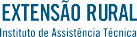 EXTENSÃO RURAL
Instituto de Assistência Técnica